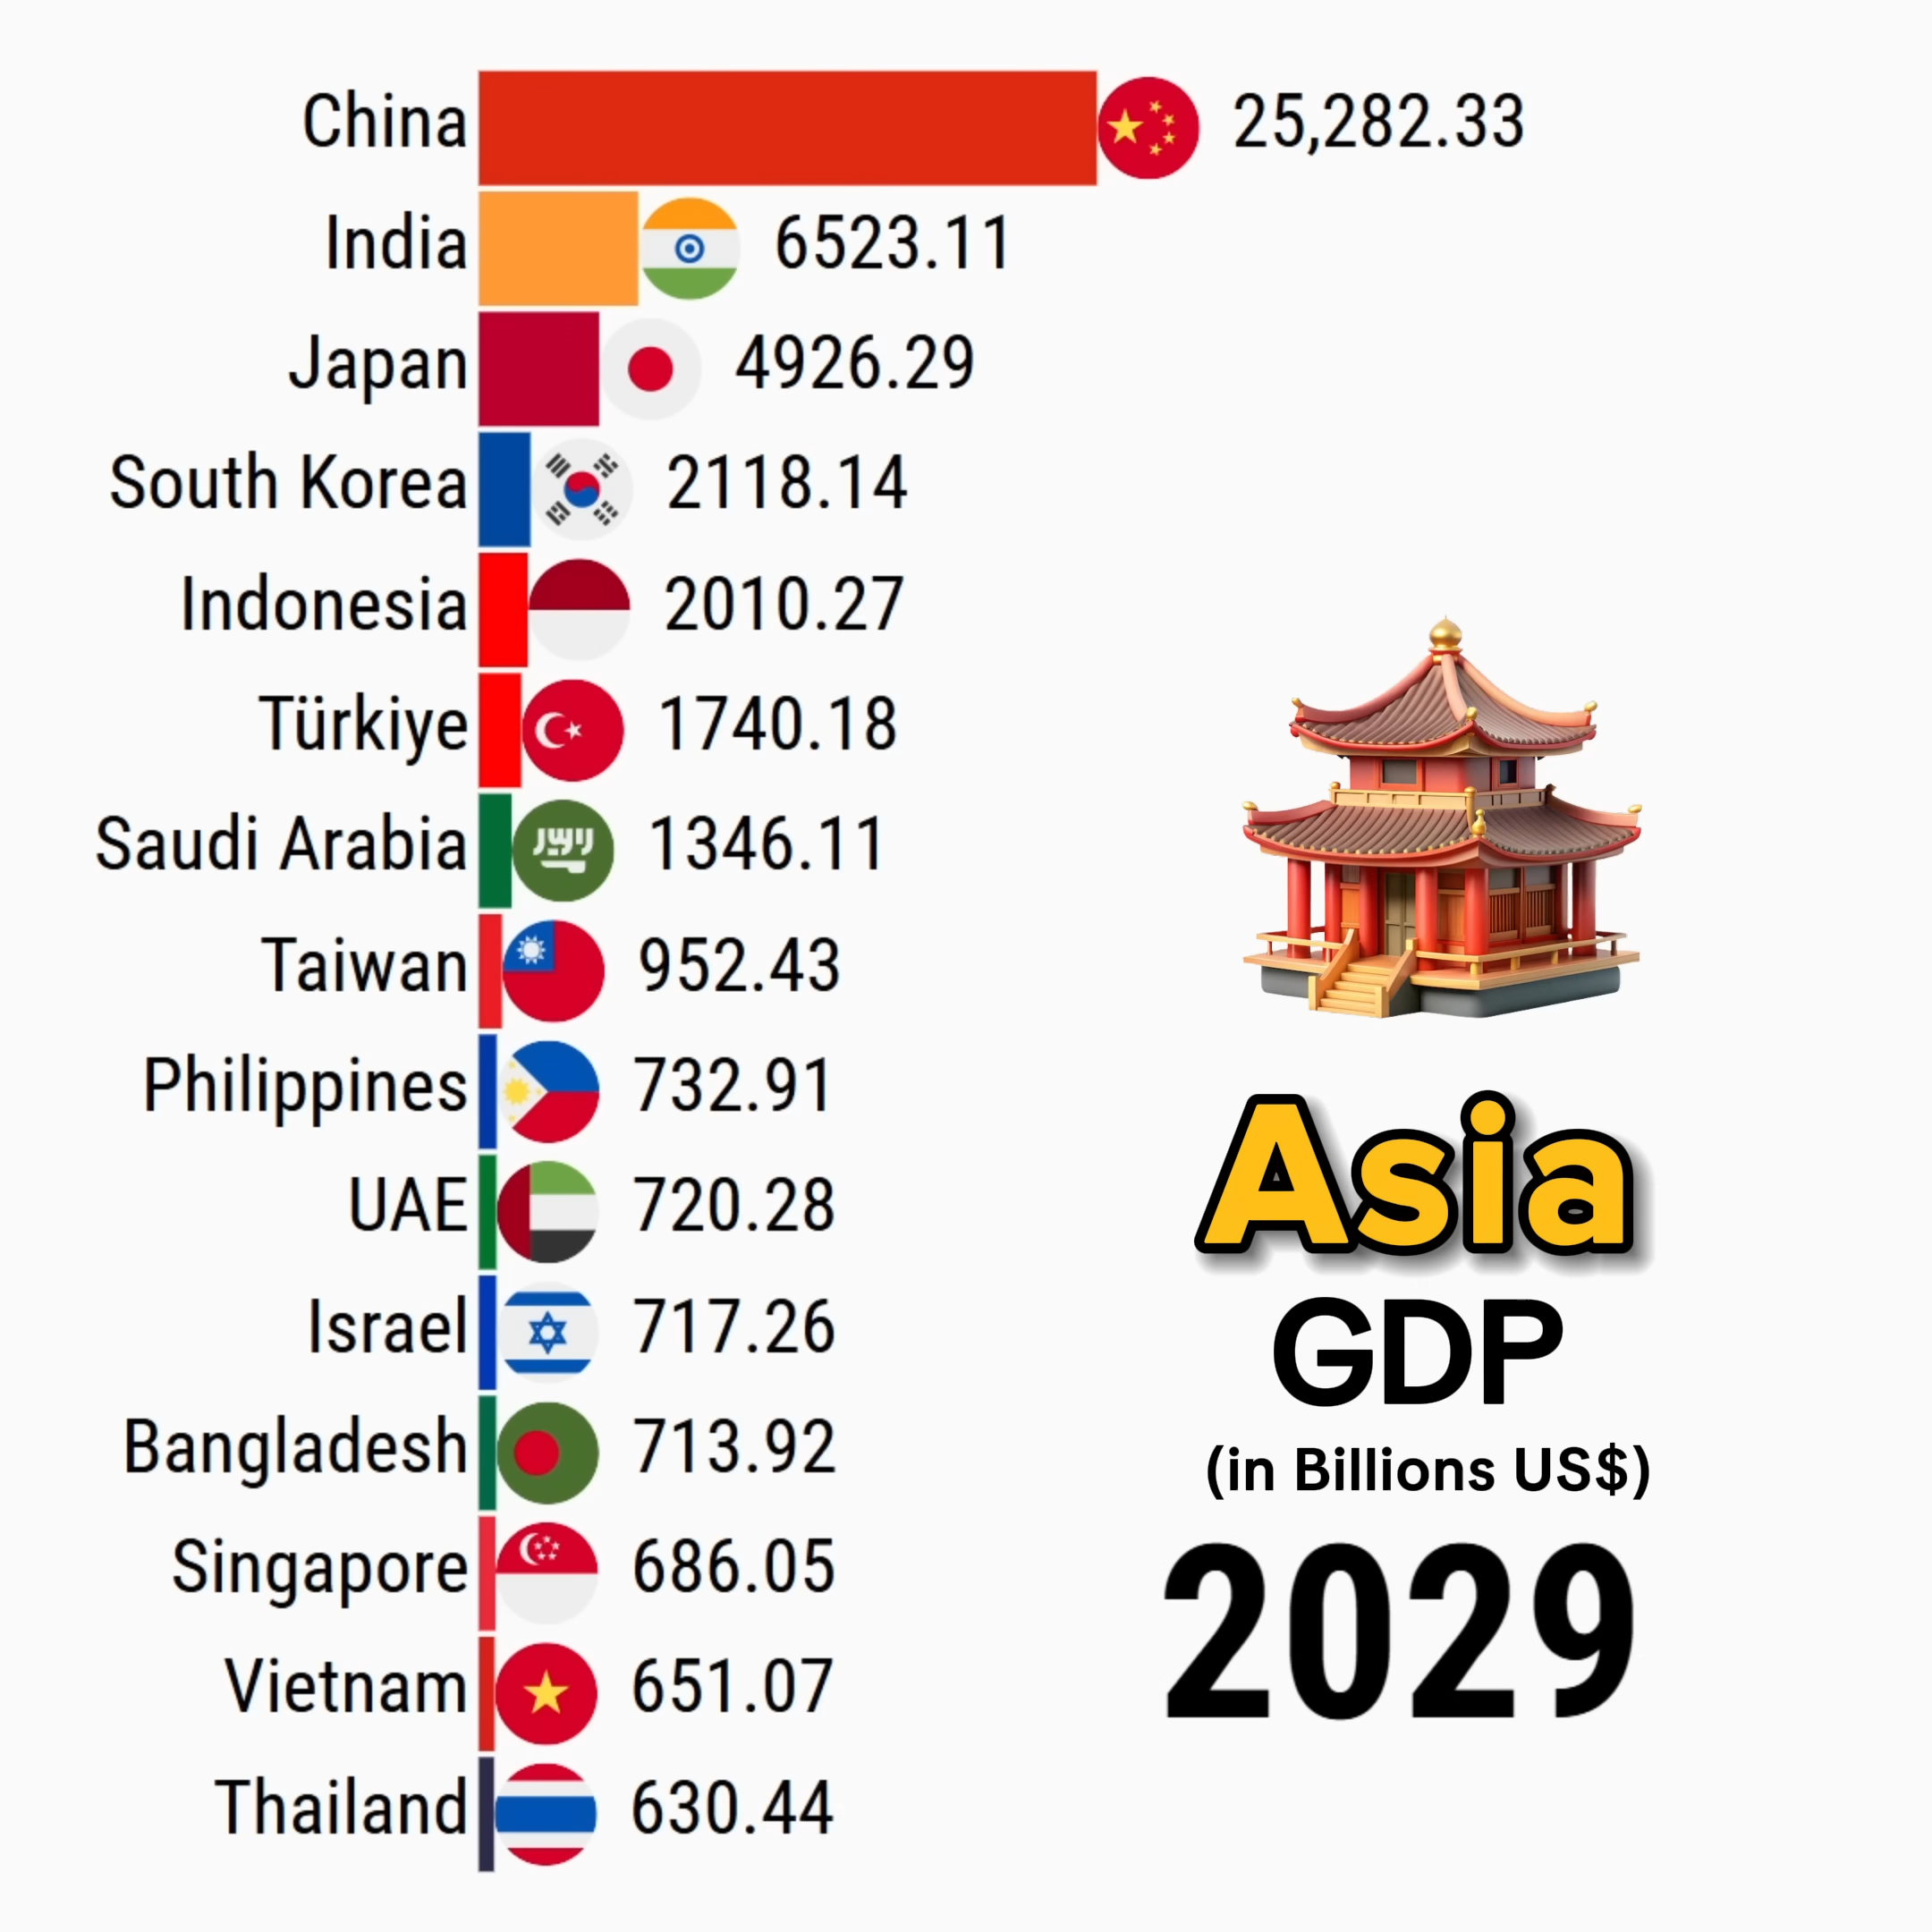 China 25,282.33
India 6523.11
Japan 4926.29
South Korea 2118.14
Indonesia 2010.27
Türkiye 1740.18
Saudi Arabia 1346.11
Taiwan 952.43
Philippines 732.91
UAE 720.28
Israel 717.26
Bangladesh 713.92
Singapore 686.05
Vietnam 651.07
Thailand 630.44
Asia
GDP
(in Billions US$)
2029